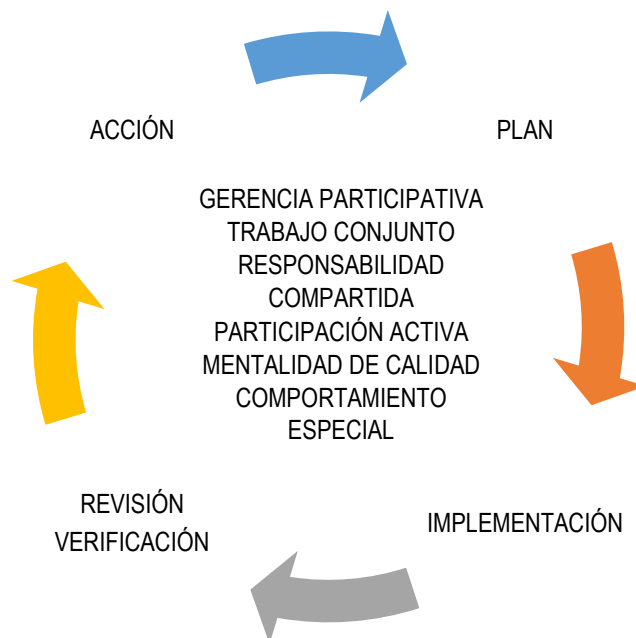 ACCIÓN
PLAN
GERENCIA PARTICIPATIVA
TRABAJO CONJUNTO
RESPONSABILIDAD
COMPARTIDA
PARTICIPACIÓN ACTIVA
MENTALIDAD DE CALIDAD
COMPORTAMIENTO
ESPECIAL
REVISIÓN
VERIFICACIÓN
IMPLEMENTACIÓN